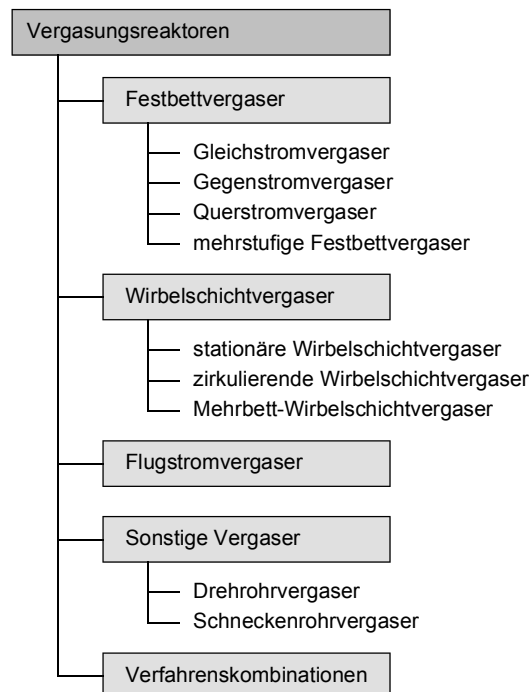 Vergasungsreaktoren
Festbettvergaser
Gleichstromvergaser
Gegenstromvergaser
Querstromvergaser
mehrstufige Festbettvergaser
Wirbelschichtvergaser
stationäre Wirbelschichtvergaser
zirkulierende Wirbelschichtvergaser
Mehrbett-Wirbelschichtvergaser
Flugstromvergaser
Sonstige Vergaser
Drehrohrvergaser
Schneckenrohrvergaser
Verfahrenskombinationen